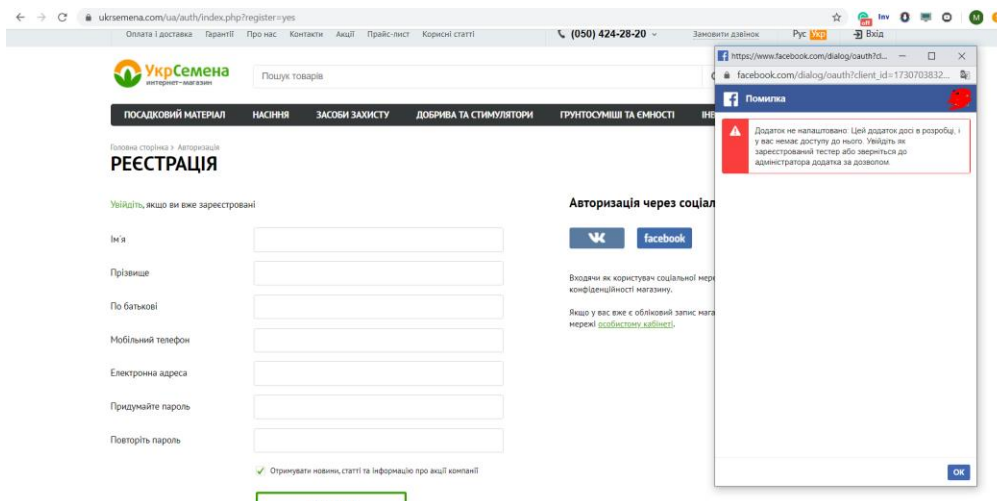 ukrsemena.com/ua/auth/index.php?register=yes
off
Inv
M
Оплата і доставка Гарантії Про нас Контакти Акції Прайс-лист Корисні статті
(050) 424-28-20
Замовити дзвінок
Рус Укр
Вхід
УкрСемена
интернет-магазин
Пошук товарів
ПОСАДКОВИЙ МАТЕРІАЛ НАСІННЯ ЗАСОБИ ЗАХИСТУ ДОБРИВА ТА СТИМУЛЯТОРИ ГРУНТОСУМІШІ ТА ЄМНОСТІ ІНВ
Головна сторінка > Авторизація
РЕЄСТРАЦІЯ
Увійдіть, якщо ви вже зареєстровані
Ім'я
Прізвище
По батькові
Мобільний телефон
Електронна адреса
Придумайте пароль
Повторіть пароль
Отримувати новини, статті та інформацію про акції компанії
Авторизація через соціал
facebook
Входячи як користувач соціальної мере
конфіденційності магазину.
Якщо у вас вже є обліковий запис мага
мережі особистому кабінеті.
https://www.facebook.com/dialog/oauth?cl...
facebook.com/dialog/oauth?client_id=1730703832...
Помилка
Додаток не налаштовано: Цей додаток досі в розробці, і
у вас немає доступу до нього. Увійдіть як
зареєстрований тестер або зверніться до
адміністратора додатка за дозволом.
OK